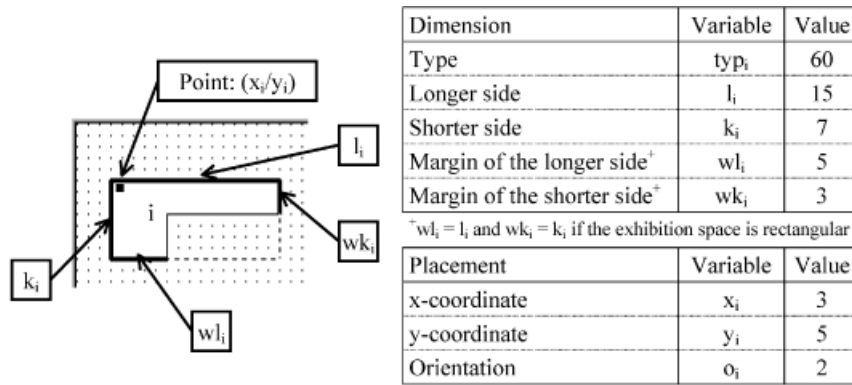 Point: (xi/yi)
li
i
wki
ki
wli
Dimension Variable Value
Type typi 60
Longer side li 15
Shorter side ki 7
Margin of the longer side+ wli 5
Margin of the shorter side+ wki 3
+wli = li and wki = ki if the exhibition space is rectangular
Placement Variable Value
x-coordinate xi 3
y-coordinate yi 5
Orientation oi 2